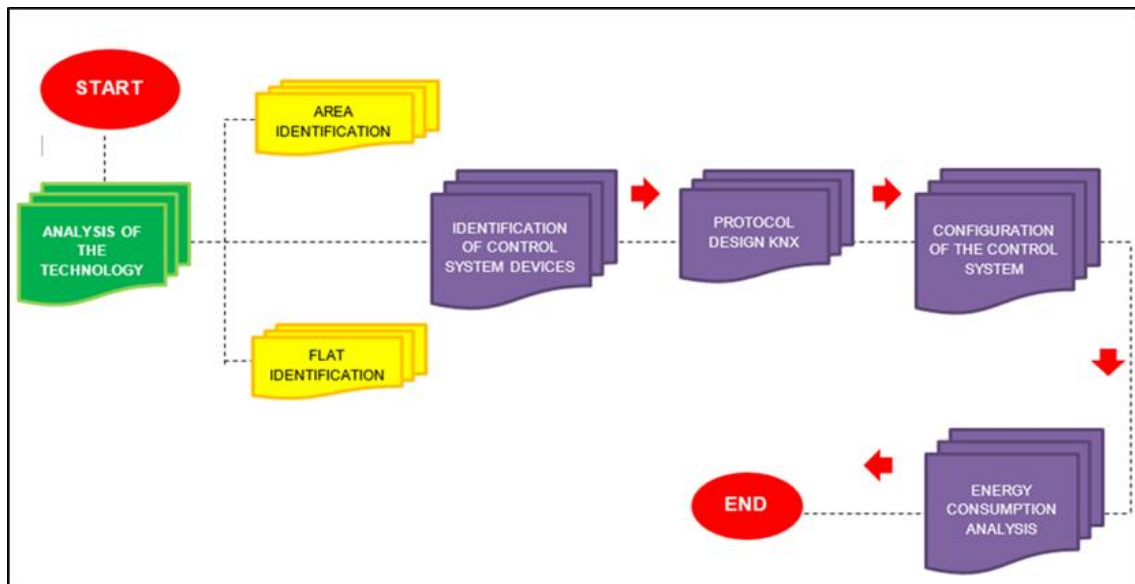 START
AREA
IDENTIFICATION
ANALYSIS OF
THE
TECHNOLOGY
IDENTIFICATION
OF CONTROL
SYSTEM DEVICES
PROTOCOL
DESIGN KNX
CONFIGURATION
OF THE CONTROL
SYSTEM
FLAT
IDENTIFICATION
END
ENERGY
CONSUMPTION
ANALYSIS